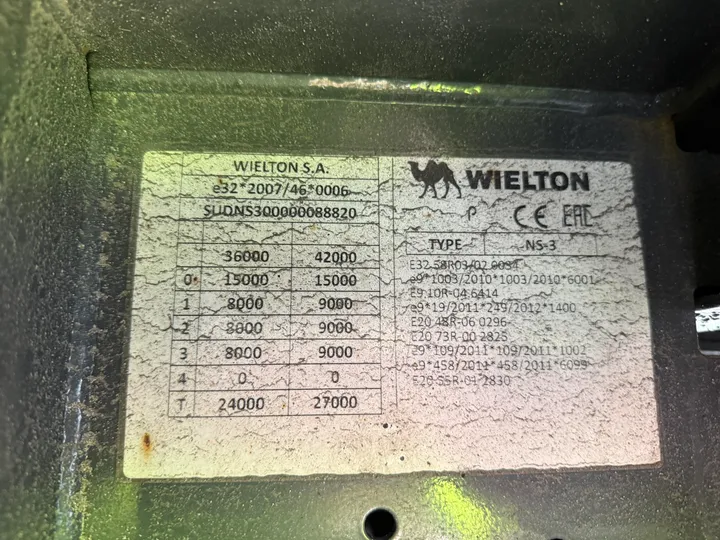 WIELTON S.A.
e32*2007/46*0006
SUDNS300000088820
36000 42000
0 15000 15000
1 8000 9000
2 8000 9000
3 8000 9000
4 0 0
T 24000 27000
WIELTON
P CE EAC
TYPE NS-3
E32 58R03/02 0034
e9*1003/2010*1003/2010*6001
E9 10R-04 6414
e9*19/2011*249/2012*1400
E20 48R-06 0296
E20 73R-00 2825
e9*109/2011*109/2011*1002
e9*458/2011*458/2011*6099
E20 55R-01 2830